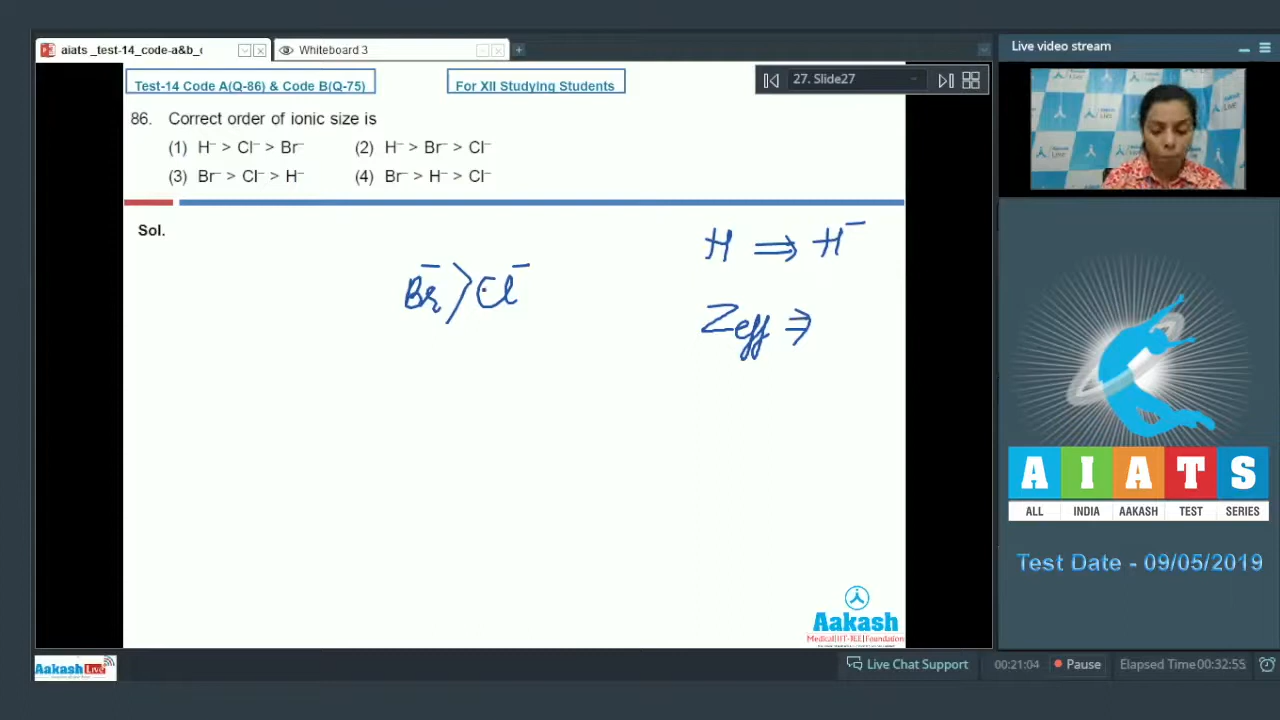 aiats _test-14_code-a&b_c
Whiteboard 3
Live video stream
27. Slide27
Test-14 Code A(Q-86) & Code B(Q-75)
For XII Studying Students
86. Correct order of ionic size is
(1) H⁻ > Cl⁻ > Br⁻ (2) H⁻ > Br⁻ > Cl⁻
(3) Br⁻ > Cl⁻ > H⁻ (4) Br⁻ > H⁻ > Cl⁻
Sol.
H ⇒ H⁻
Br⁻ > Cl⁻
Zeff ⇒
A I A T S
ALL INDIA AAKASH TEST SERIES
Test Date - 09/05/2019
Aakash
Medical|IIT-JEE|Foundation
Aakash Live
Live Chat Support
00:21:04
Pause
Elapsed Time 00:32:55